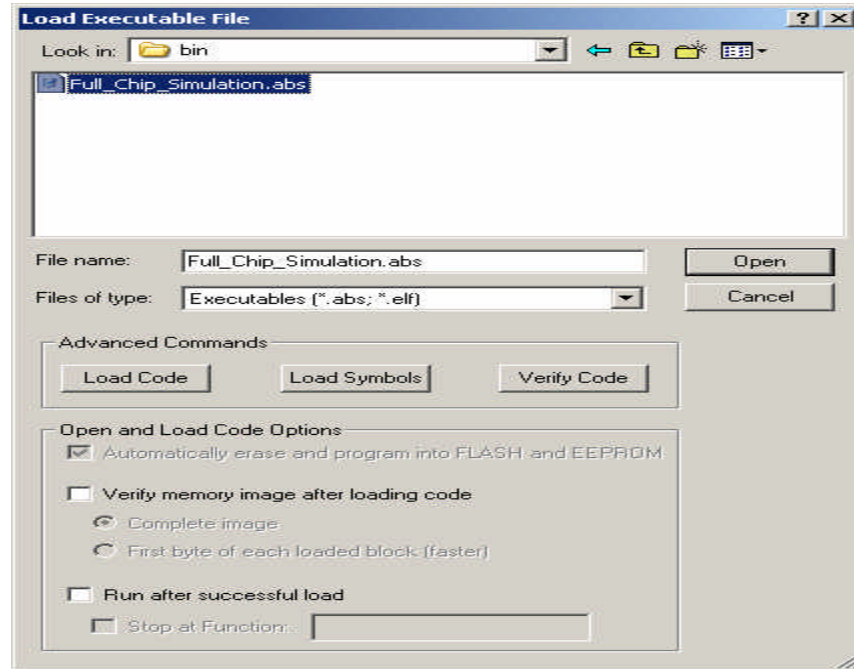 Load Executable File
Look in: bin
Full_Chip_Simulation.abs
File name: Full_Chip_Simulation.abs Open
Files of type: Executables (*.abs; *.elf) Cancel
Advanced Commands
Load Code Load Symbols Verify Code
Open and Load Code Options
Automatically erase and program into FLASH and EEPROM
Verify memory image after loading code
Complete image
First byte of each loaded block (faster)
Run after successful load
Stop at Function: